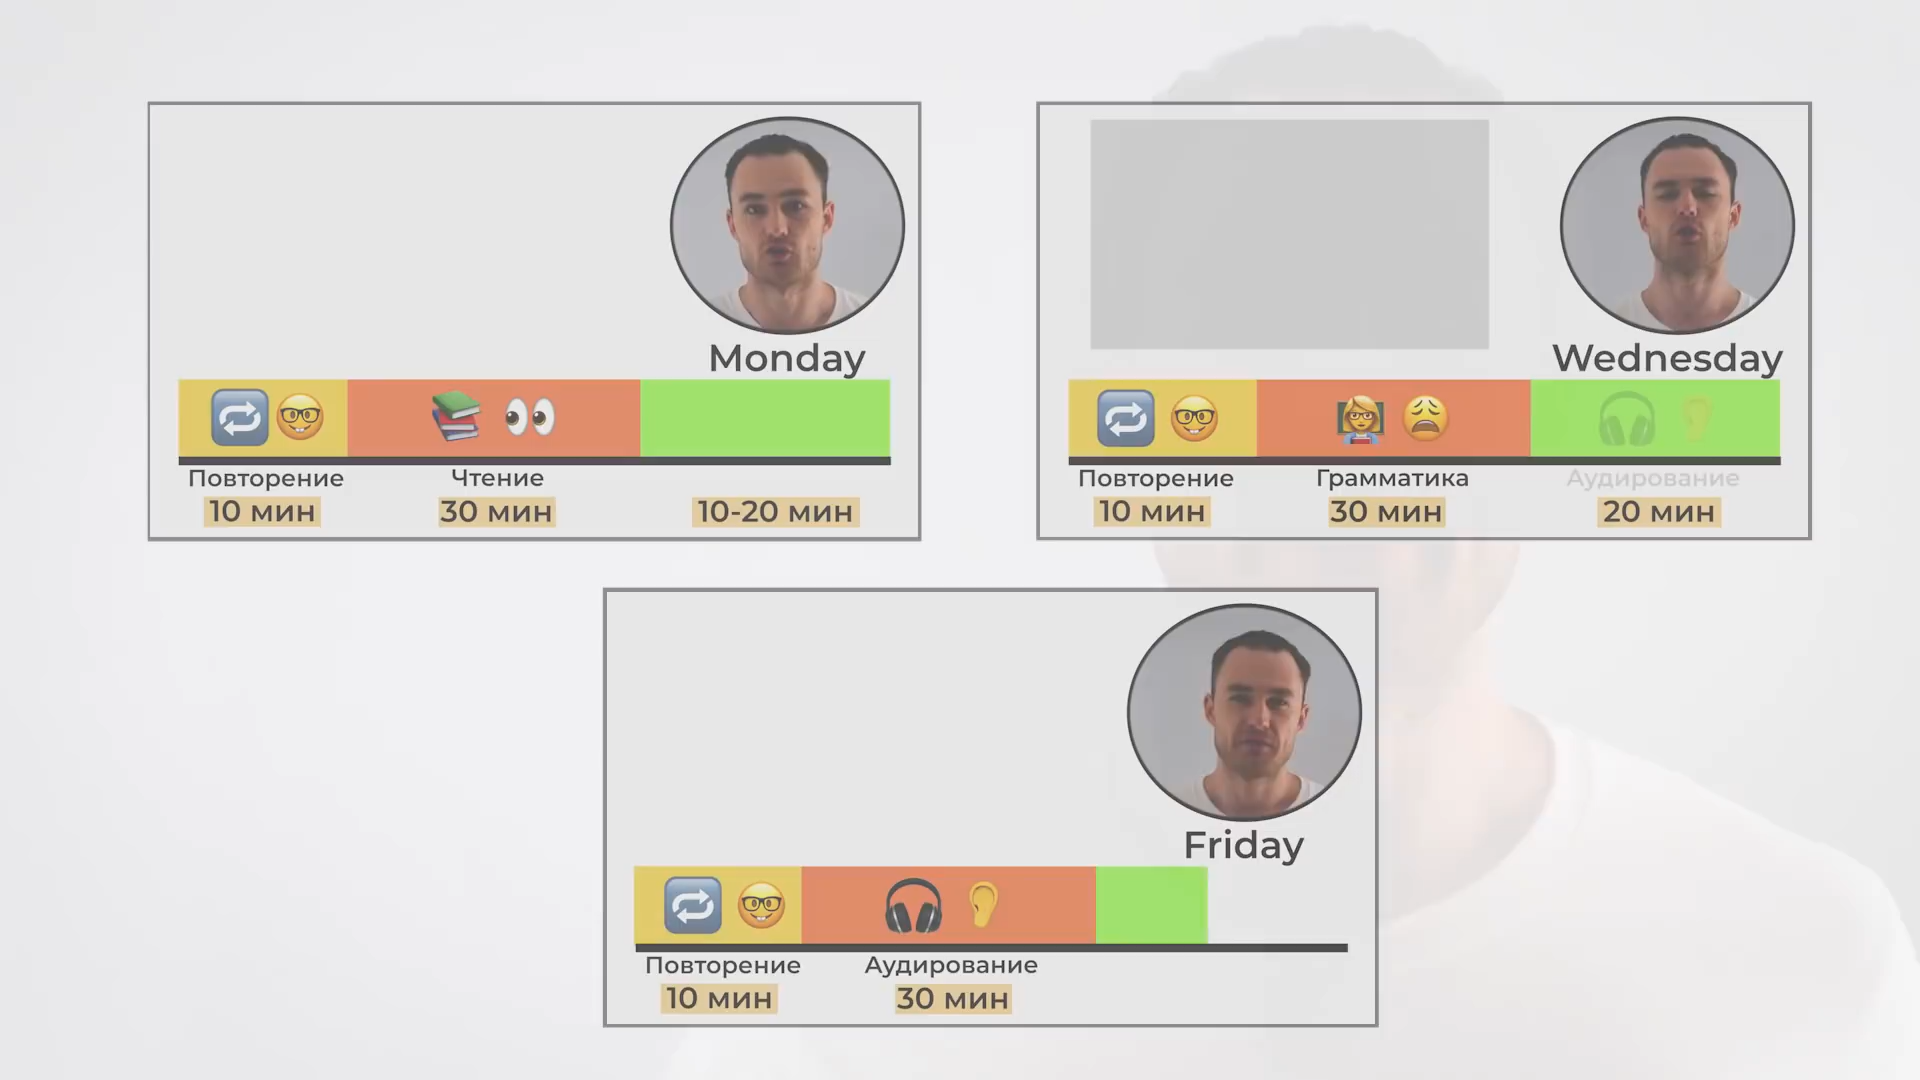 Monday
Повторение
Чтение
10 мин
30 мин
10-20 мин
Wednesday
Повторение
Грамматика
Аудирование
10 мин
30 мин
20 мин
Friday
Повторение
Аудирование
10 мин
30 мин